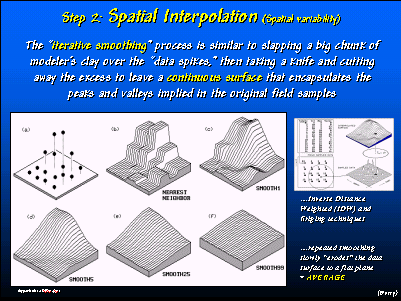 Step 2: Spatial Interpolation (Spatial variability)
The "iterative smoothing" process is similar to slapping a big chunk of
modeler's clay over the "data spikes," then taking a knife and cutting
away the excess to leave a continuous surface that encapsulates the
peaks and valleys implied in the original field samples
(a)
(b)
(c)
NEAREST
NEIGHBOR
SMOOTH1
(d)
(e)
(f)
SMOOTH5
SMOOTH25
SMOOTH99
...Inverse Distance
Weighted (IDW) and
Kriging techniques
...repeated smoothing
slowly "erodes" the data
surface to a flat plane
= AVERAGE
(Berry)